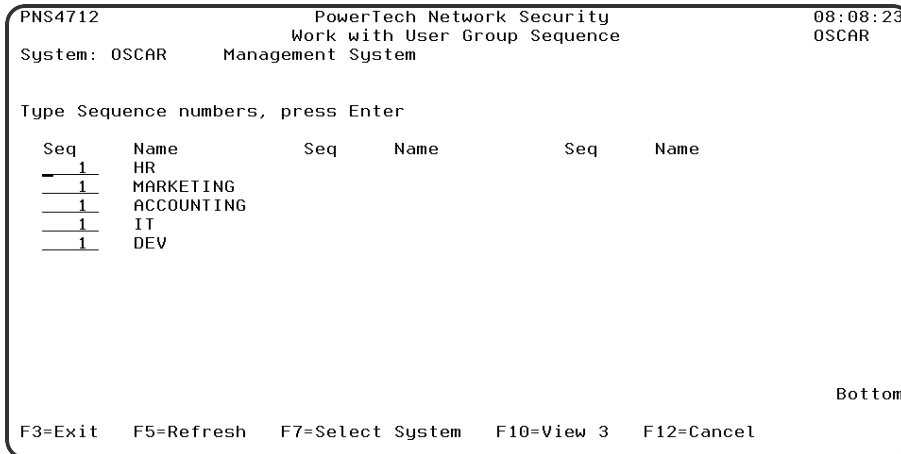 PNS4712 PowerTech Network Security 08:08:23
Work with User Group Sequence OSCAR
System: OSCAR Management System
Type Sequence numbers, press Enter
Seq Name Seq Name Seq Name
1 HR
1 MARKETING
1 ACCOUNTING
1 IT
1 DEV
Bottom
F3=Exit F5=Refresh F7=Select System F10=View 3 F12=Cancel